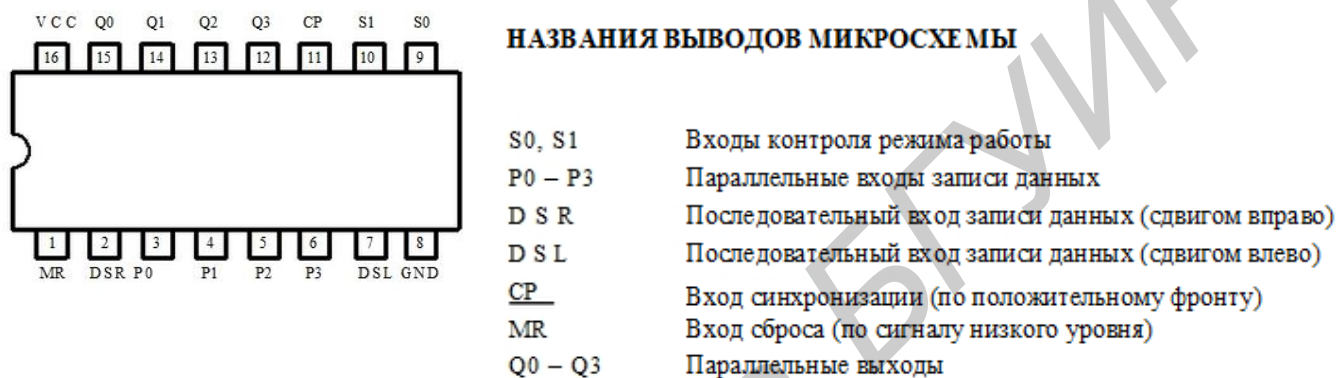 VCC Q0 Q1 Q2 Q3 CP S1 S0
16 15 14 13 12 11 10 9
1 2 3 4 5 6 7 8
MR DSR P0 P1 P2 P3 DSL GND
НАЗВАНИЯ ВЫВОДОВ МИКРОСХЕМЫ
S0, S1 Входы контроля режима работы
P0 – P3 Параллельные входы записи данных
D S R Последовательный вход записи данных (сдвигом вправо)
D S L Последовательный вход записи данных (сдвигом влево)
CP Вход синхронизации (по положительному фронту)
MR Вход сброса (по сигналу низкого уровня)
Q0 – Q3 Параллельные выходы
БГУИР